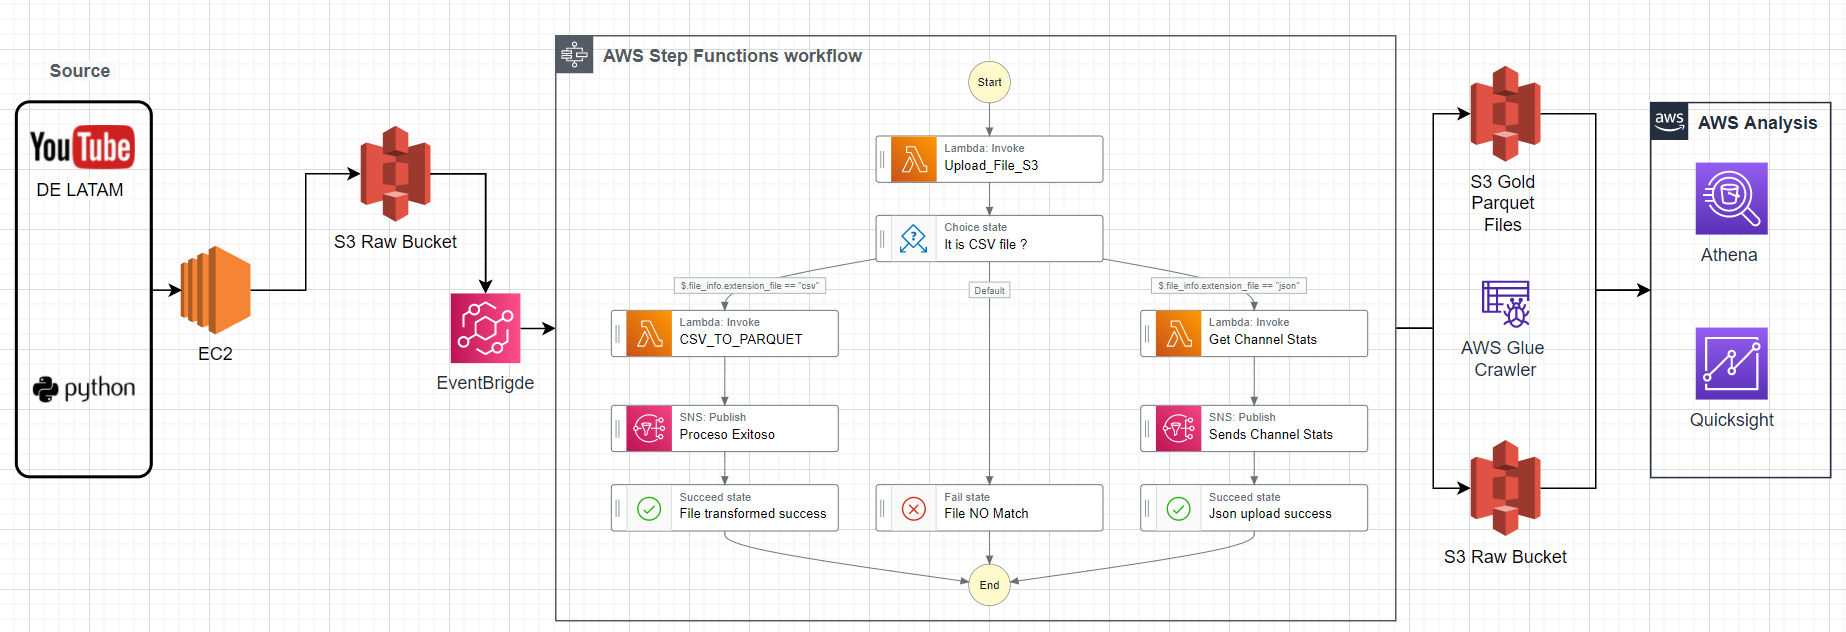 Source
YouTube
DE LATAM
python
EC2
S3 Raw Bucket
EventBrigde
AWS Step Functions workflow
Start
Lambda: Invoke
Upload_File_S3
Choice state
It is CSV file ?
$.file_info.extension_file == "csv"
Default
$.file_info.extension_file == "json"
Lambda: Invoke
CSV_TO_PARQUET
Lambda: Invoke
Get Channel Stats
SNS: Publish
Proceso Exitoso
SNS: Publish
Sends Channel Stats
Succeed state
File transformed success
Fail state
File NO Match
Succeed state
Json upload success
End
S3 Gold
Parquet
Files
AWS Glue
Crawler
S3 Raw Bucket
aws
AWS Analysis
Athena
Quicksight